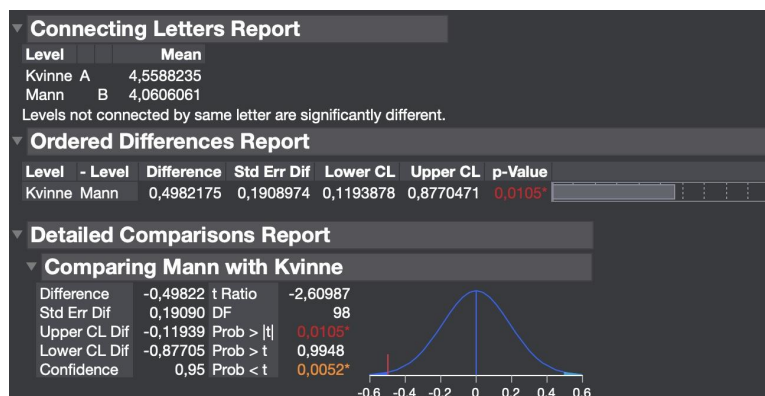 Connecting Letters Report
Level Mean
Kvinne A 4,5588235
Mann B 4,0606061
Levels not connected by same letter are significantly different.
Ordered Differences Report
Level - Level Difference Std Err Dif Lower CL Upper CL p-Value
Kvinne Mann 0,4982175 0,1908974 0,1193878 0,8770471 0,0105*
Detailed Comparisons Report
Comparing Mann with Kvinne
Difference -0,49822 t Ratio -2,60987
Std Err Dif 0,19090 DF 98
Upper CL Dif -0,11939 Prob > |t| 0,0105*
Lower CL Dif -0,87705 Prob > t 0,9948
Confidence 0,95 Prob < t 0,0052*
-0.6 -0.4 -0.2 0 0.2 0.4 0.6